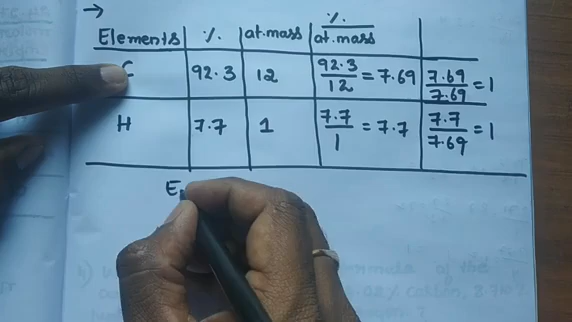 →
Elements % at.mass %/at.mass
C 92.3 12 92.3/12 = 7.69 7.69/7.69 = 1
H 7.7 1 7.7/1 = 7.7 7.7/7.69 = 1
E